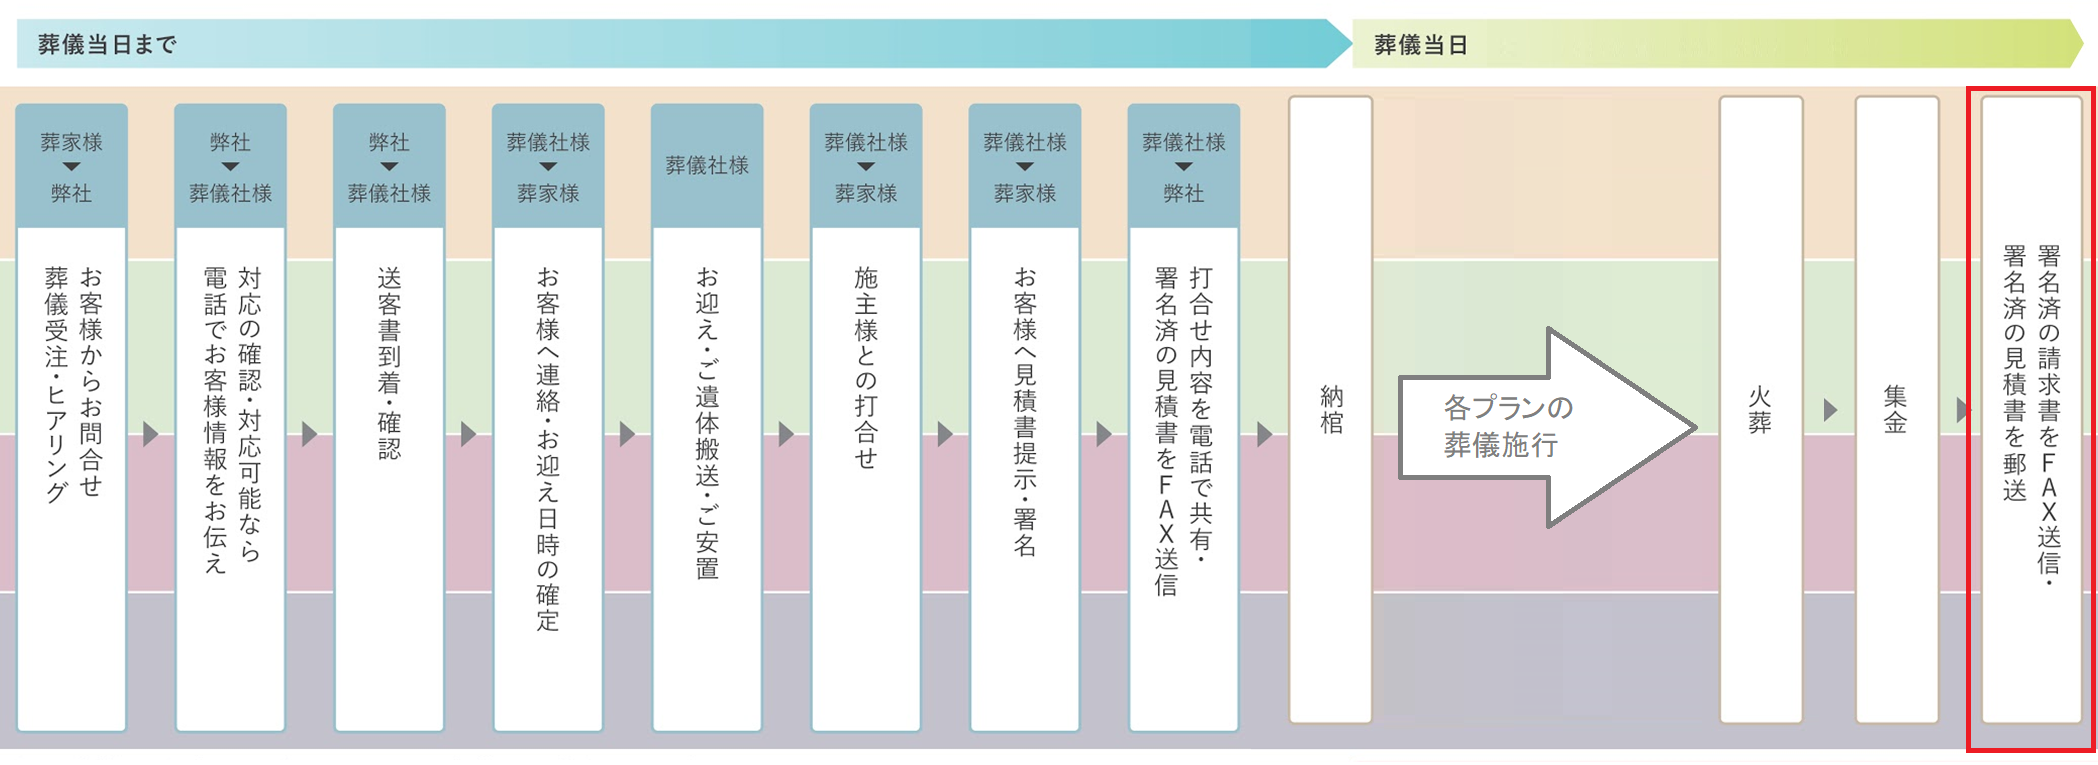 葬儀当日まで
葬儀当日
葬家様
弊社
お客様からお問合せ
葬儀受注・ヒアリング
弊社
葬儀社様
対応の確認・対応可能なら
電話でお客様情報をお伝え
弊社
葬儀社様
送客書到着・確認
葬儀社様
葬家様
お客様へ連絡・お迎え日時の確定
葬儀社様
お迎え・ご遺体搬送・ご安置
葬儀社様
葬家様
施主様との打合せ
葬儀社様
葬家様
お客様へ見積書提示・署名
葬儀社様
弊社
打合せ内容を電話で共有・
署名済の見積書をFAX送信
納棺
各プランの
葬儀施行
火葬
集金
署名済の請求書をFAX送信・
署名済の見積書を郵送